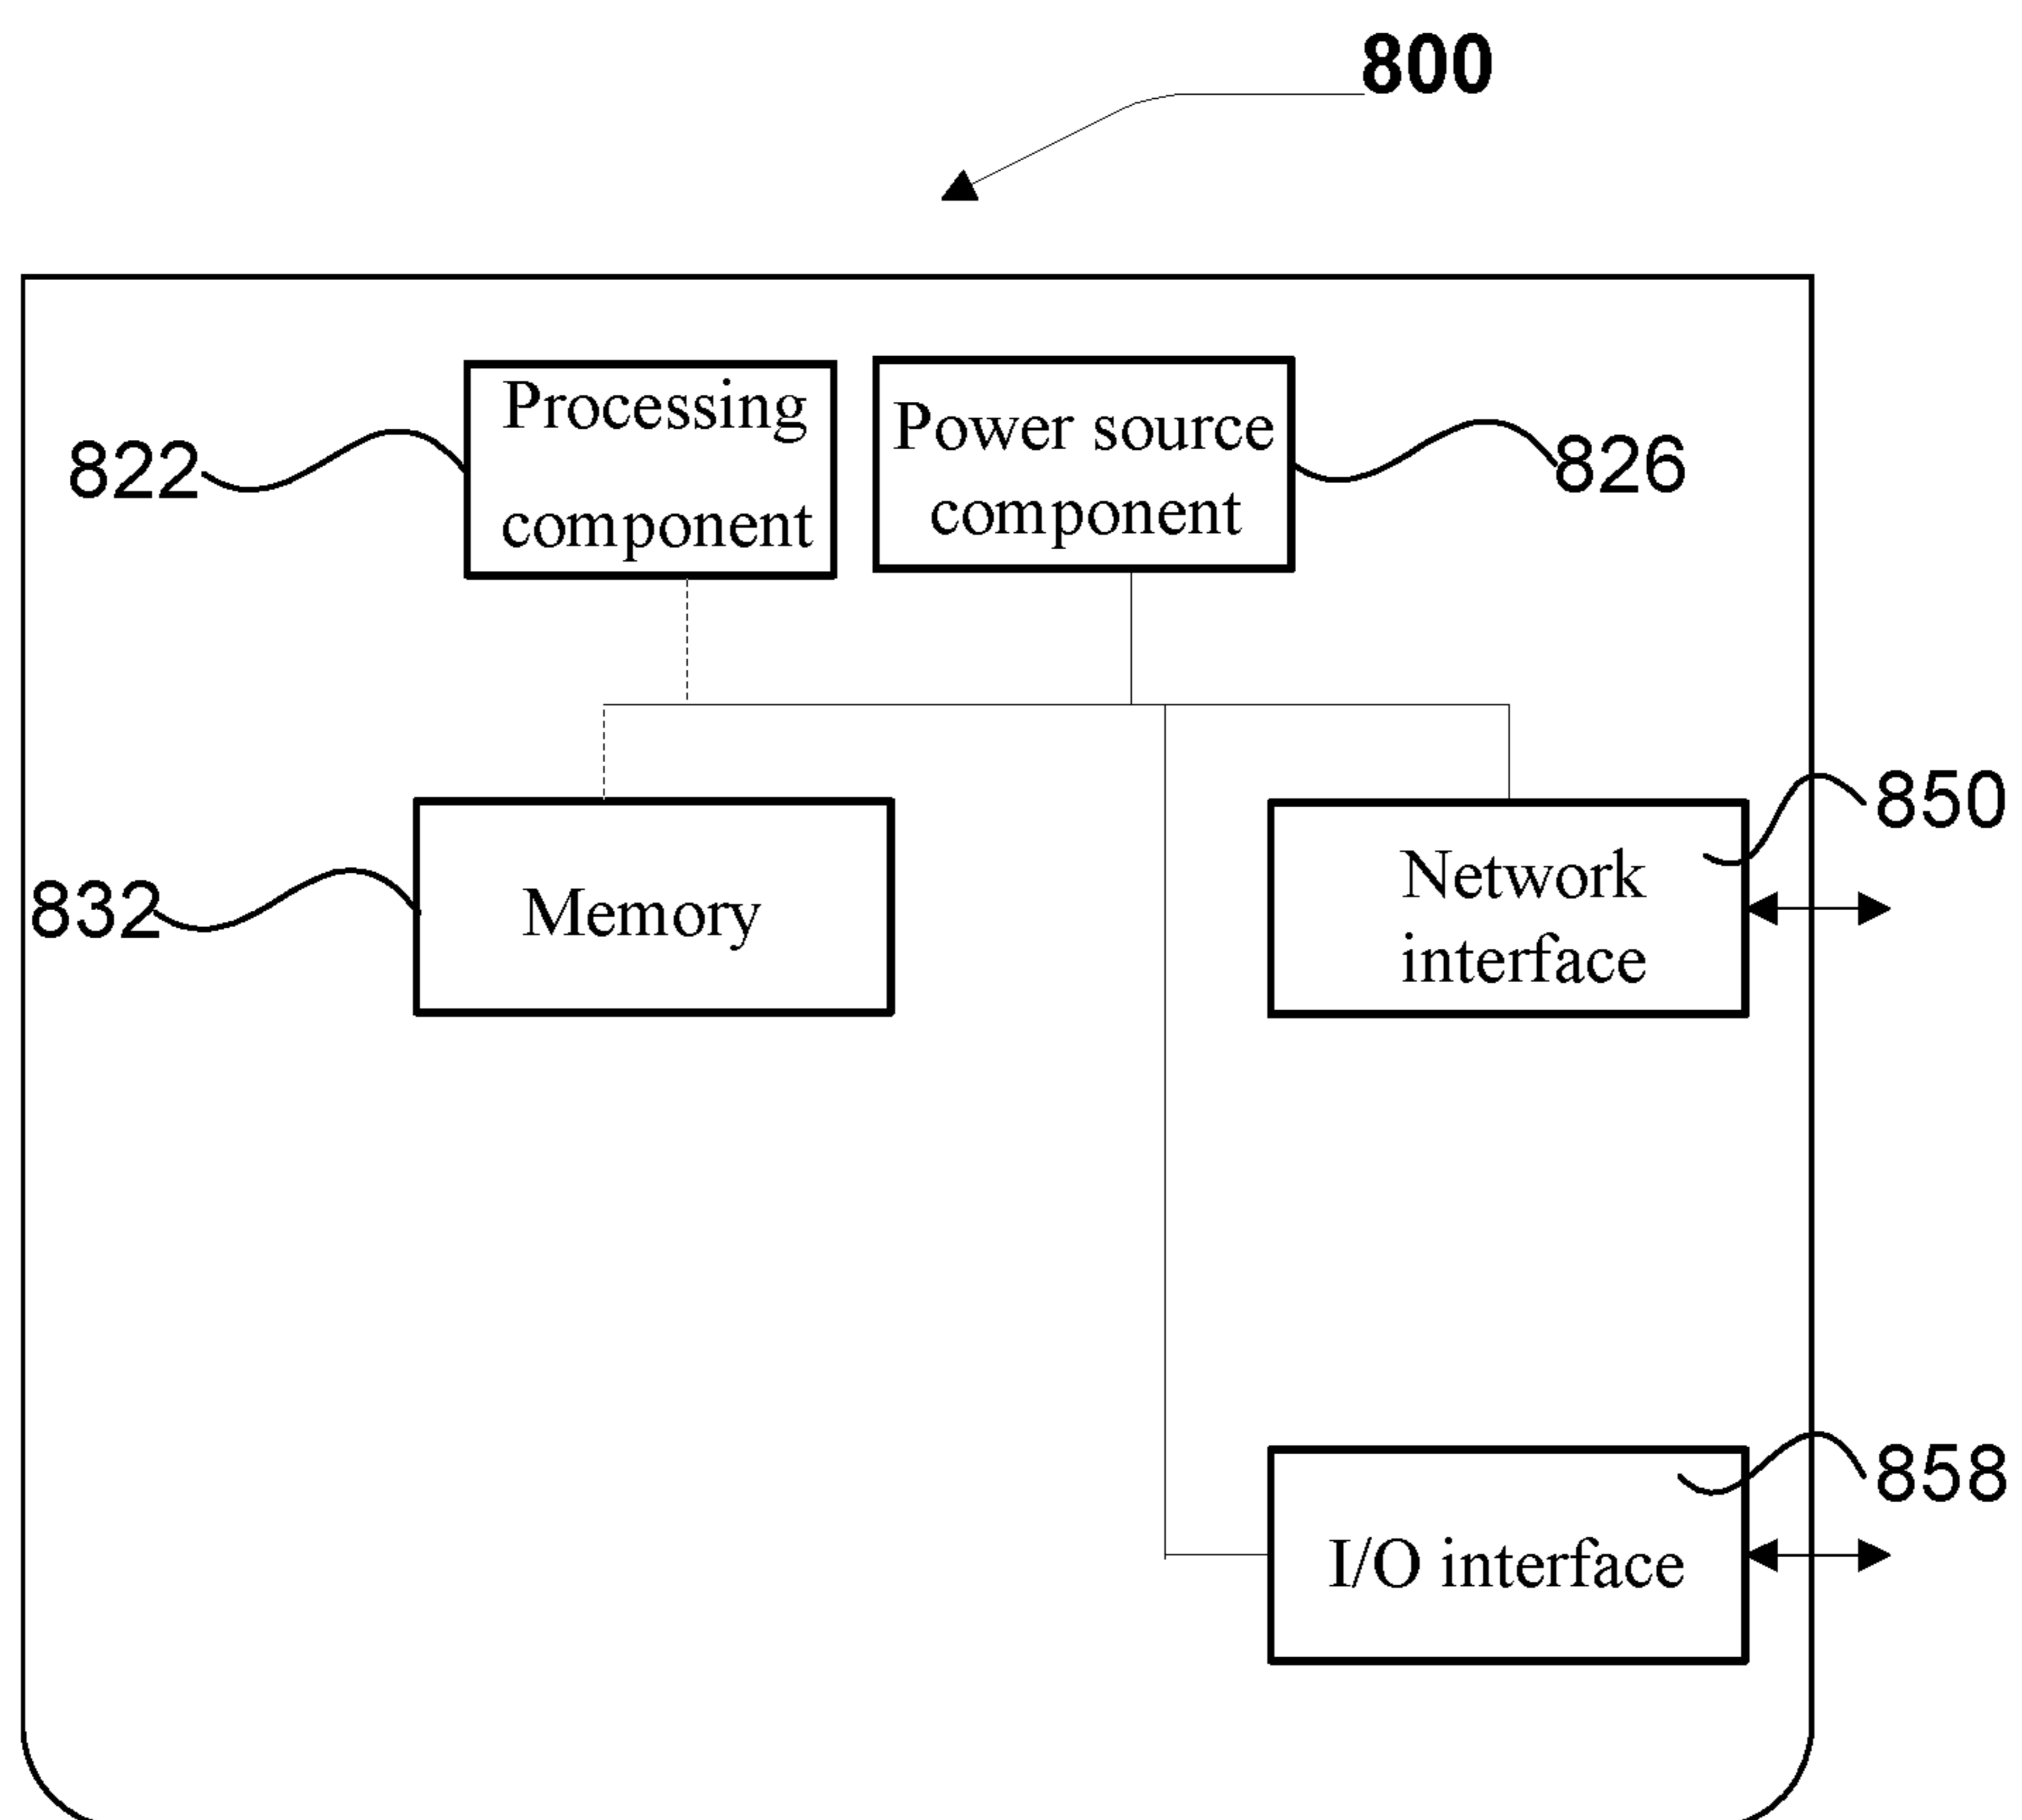 800
Processing
component
Power source
component
822
826
850
Network
interface
832
Memory
858
I/O interface